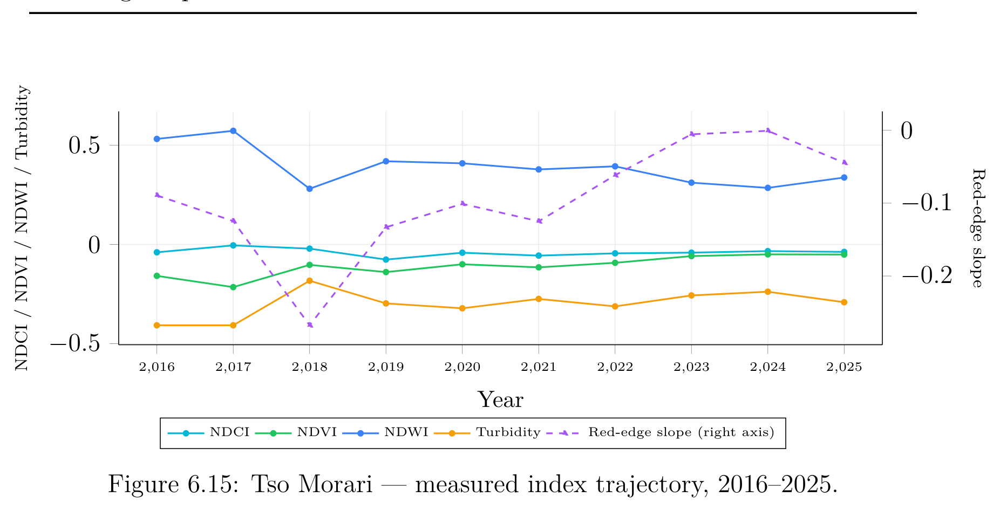 NDCI / NDVI / NDWI / Turbidity
0.5
0
−0.5
0
−0.1
−0.2
Red-edge slope
2,016 2,017 2,018 2,019 2,020 2,021 2,022 2,023 2,024 2,025
Year
NDCI NDVI NDWI Turbidity Red-edge slope (right axis)
Figure 6.15: Tso Morari — measured index trajectory, 2016–2025.